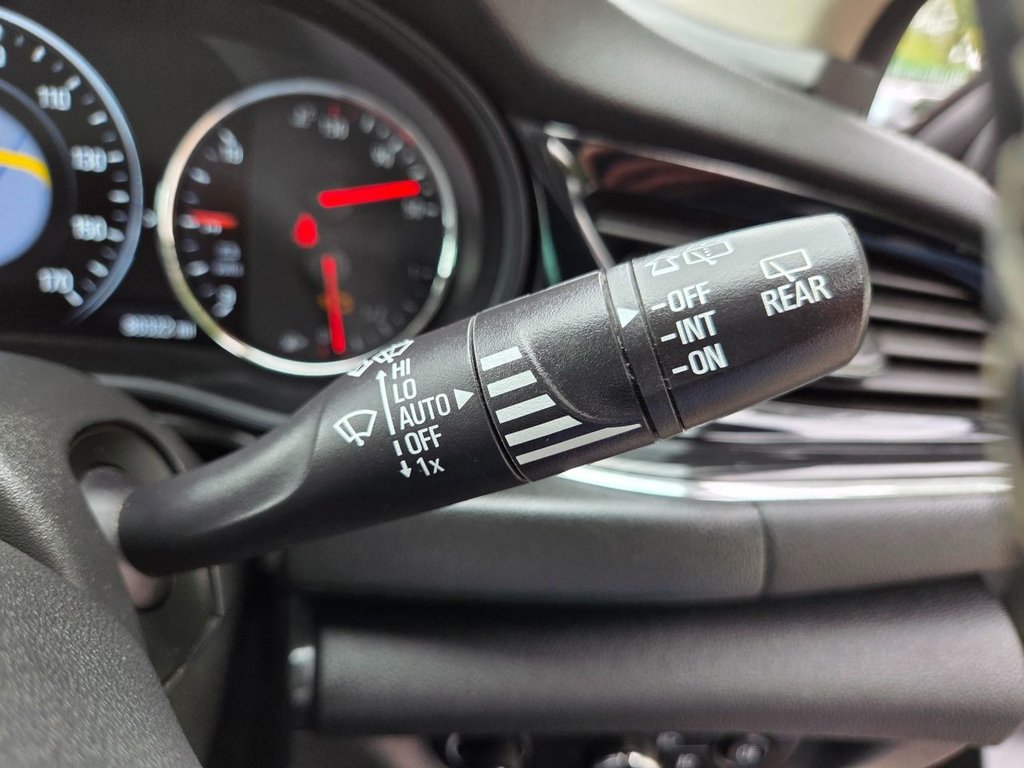 110
130
150
170
HI
LO
AUTO
OFF
1x
-OFF
-INT
-ON
REAR